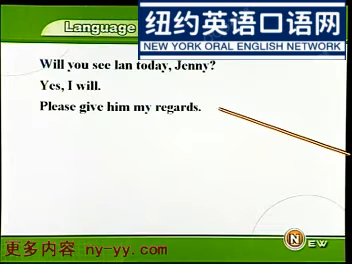 Language
纽约英语口语网
NEW YORK ORAL ENGLISH NETWORK
Will you see Ian today, Jenny?
Yes, I will.
Please give him my regards.
NEW
更多内容 ny-yy.com